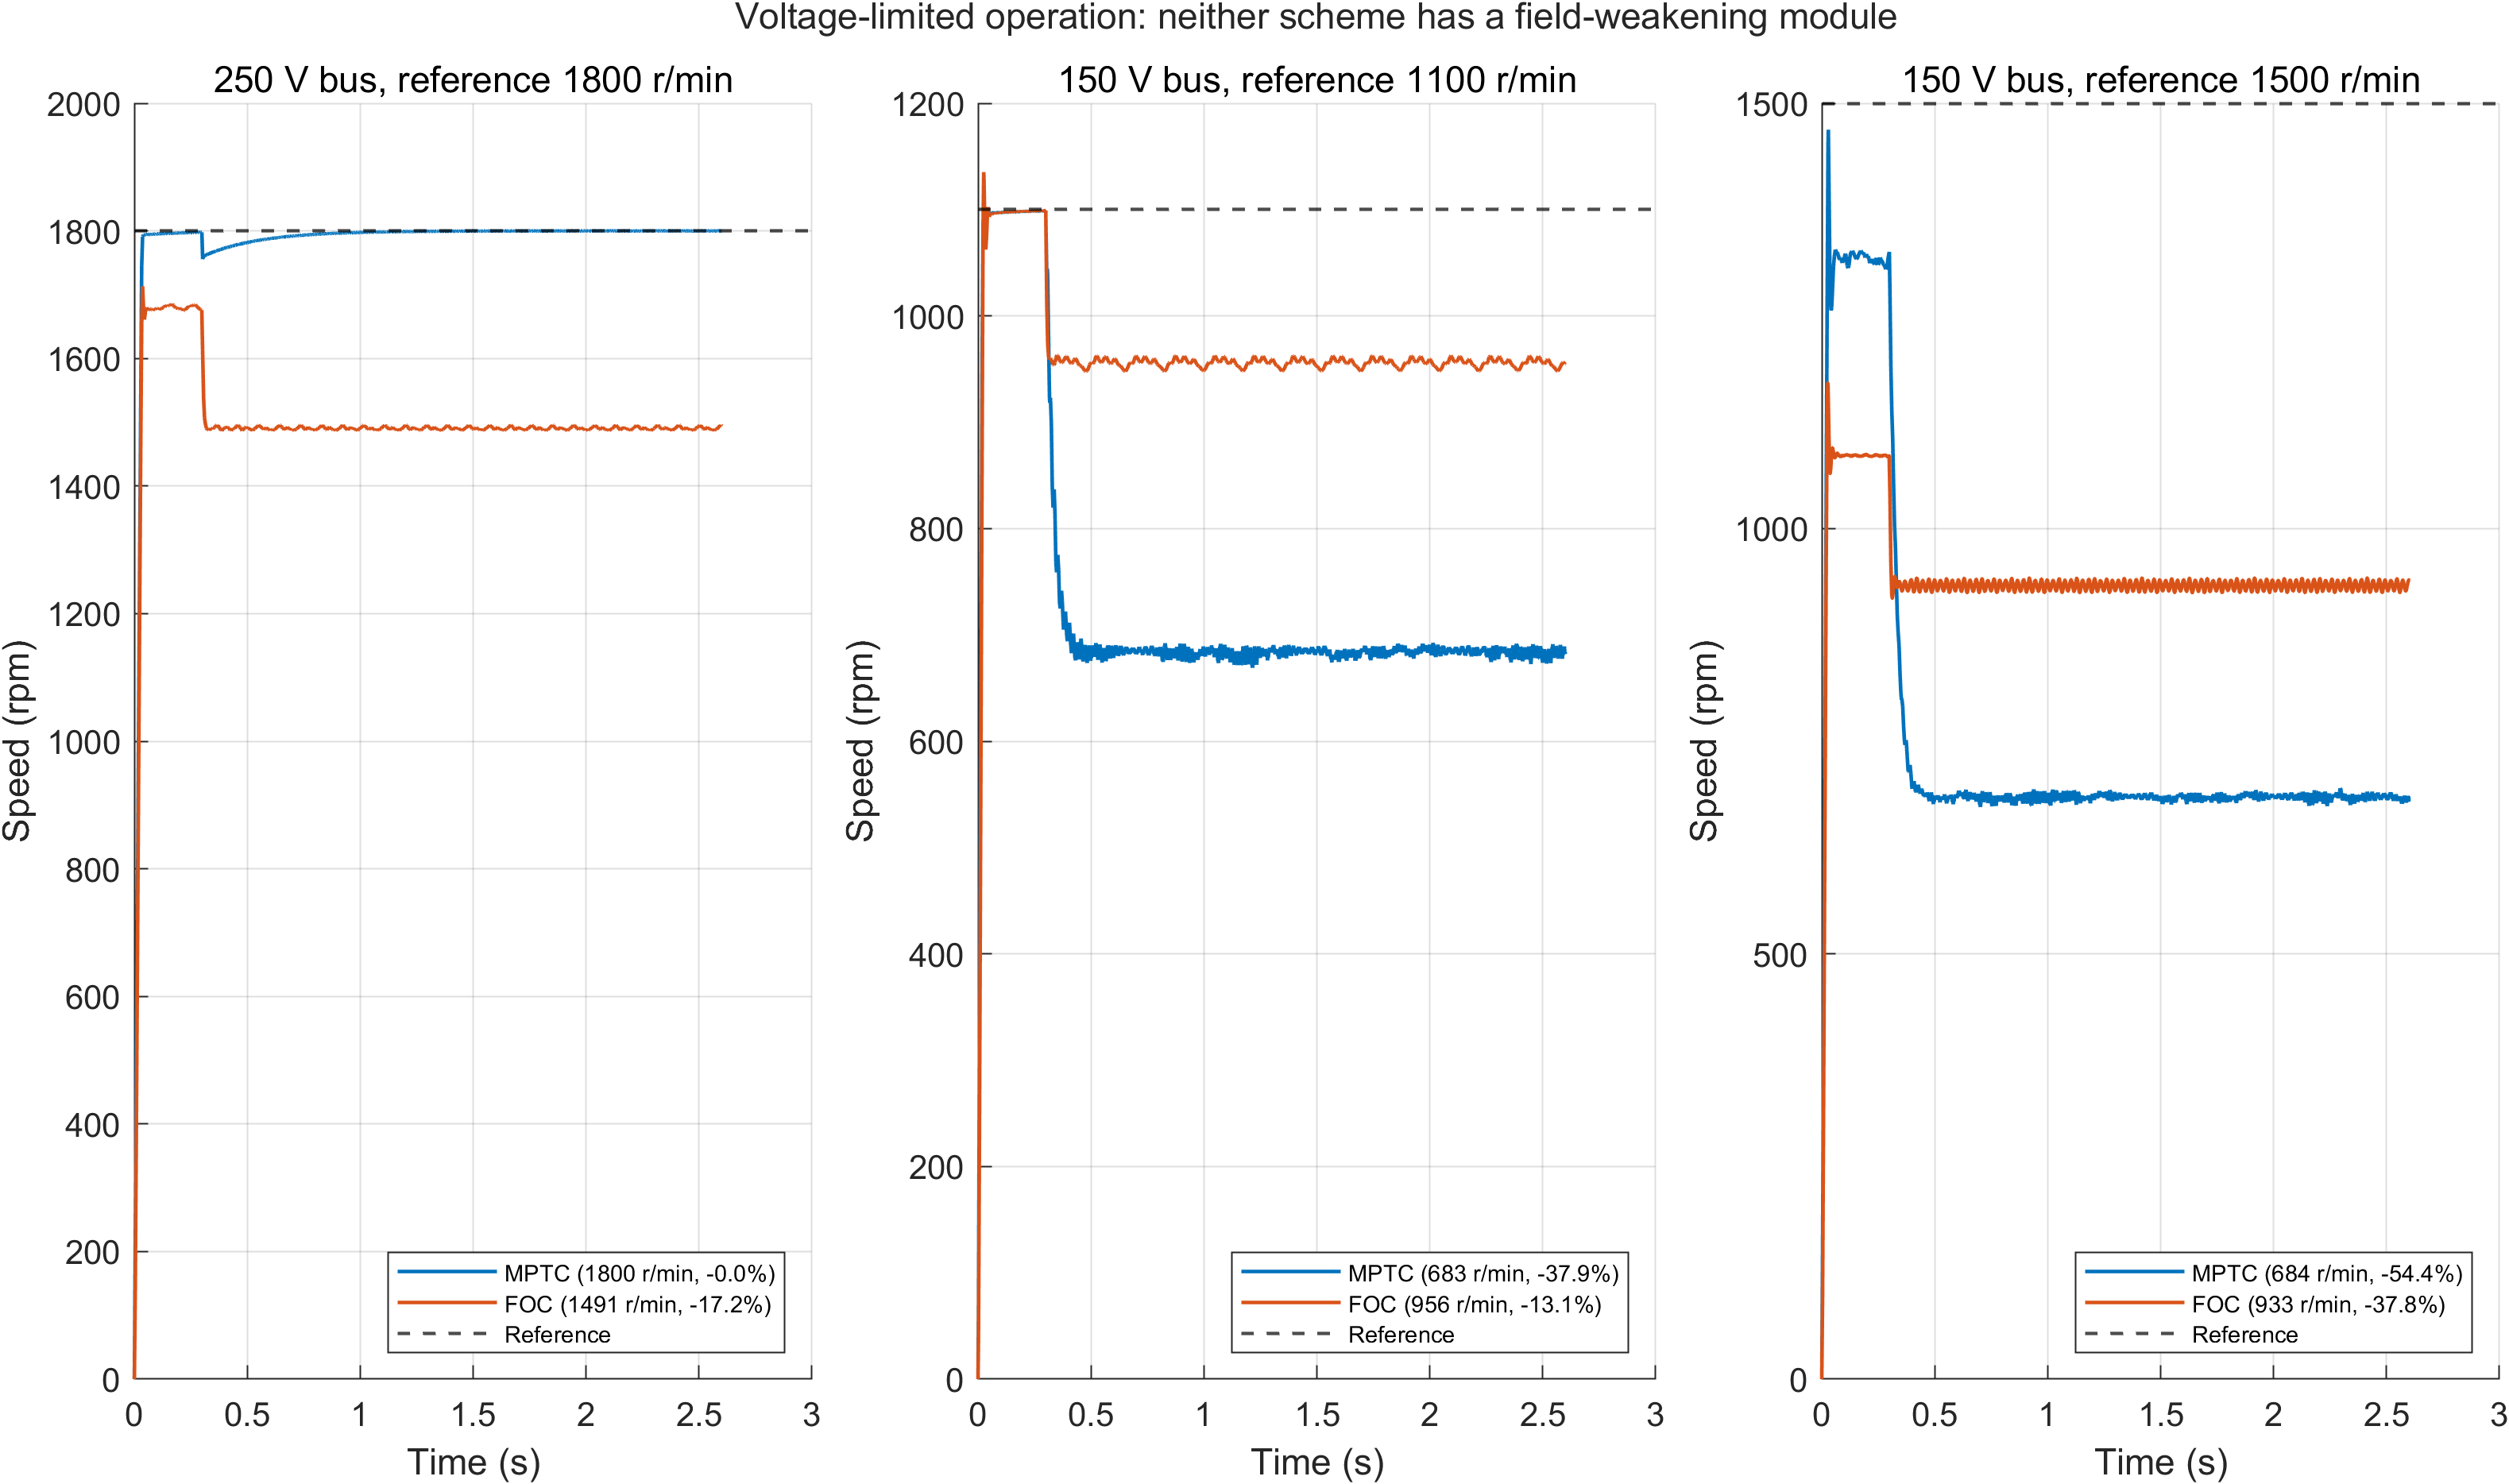 Voltage-limited operation: neither scheme has a field-weakening module
250 V bus, reference 1800 r/min
2000
1800
1600
1400
1200
1000
800
600
400
200
0
Speed (rpm)
0 0.5 1 1.5 2 2.5 3
Time (s)
MPTC (1800 r/min, -0.0%)
FOC (1491 r/min, -17.2%)
Reference
150 V bus, reference 1100 r/min
1200
1000
800
600
400
200
0
Speed (rpm)
0 0.5 1 1.5 2 2.5 3
Time (s)
MPTC (683 r/min, -37.9%)
FOC (956 r/min, -13.1%)
Reference
150 V bus, reference 1500 r/min
1500
1000
500
0
Speed (rpm)
0 0.5 1 1.5 2 2.5 3
Time (s)
MPTC (684 r/min, -54.4%)
FOC (933 r/min, -37.8%)
Reference